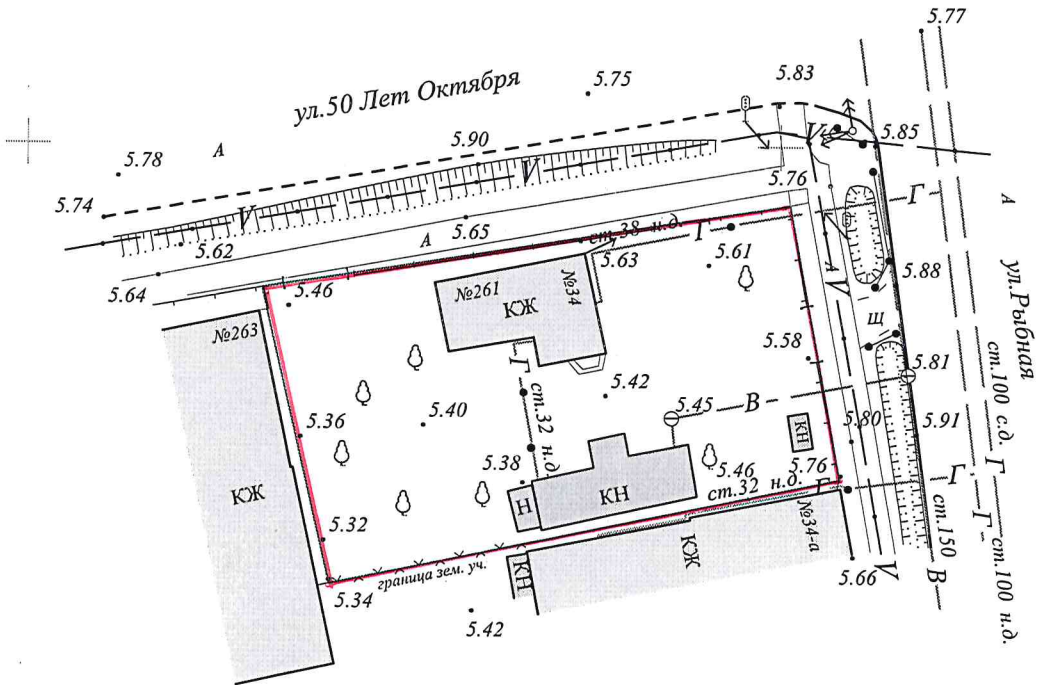 5.77
ул.50 Лет Октября
5.75
5.83
5.78
А
5.90
V
5.85
5.74
V
V
5.76
Г
А
5.62
А
5.65
ст.38 н.д.
Г
5.61
А
V
5.64
5.46
5.63
№261
№34
КЖ
5.88
ул.Рыбная
№263
щ
5.58
5.81
Г
ст.32 н.д.
5.42
5.45
В
5.36
5.40
5.80
5.91
ст.100 с.д.
КН
КЖ
5.38
5.46
5.76
Г
Г
Г
Г
ст.32 н.д.
Н
КН
5.32
№34-а
ст.150
ст.100 н.д.
КЖ
КН
граница зем. уч.
5.34
5.66
V
В
5.42